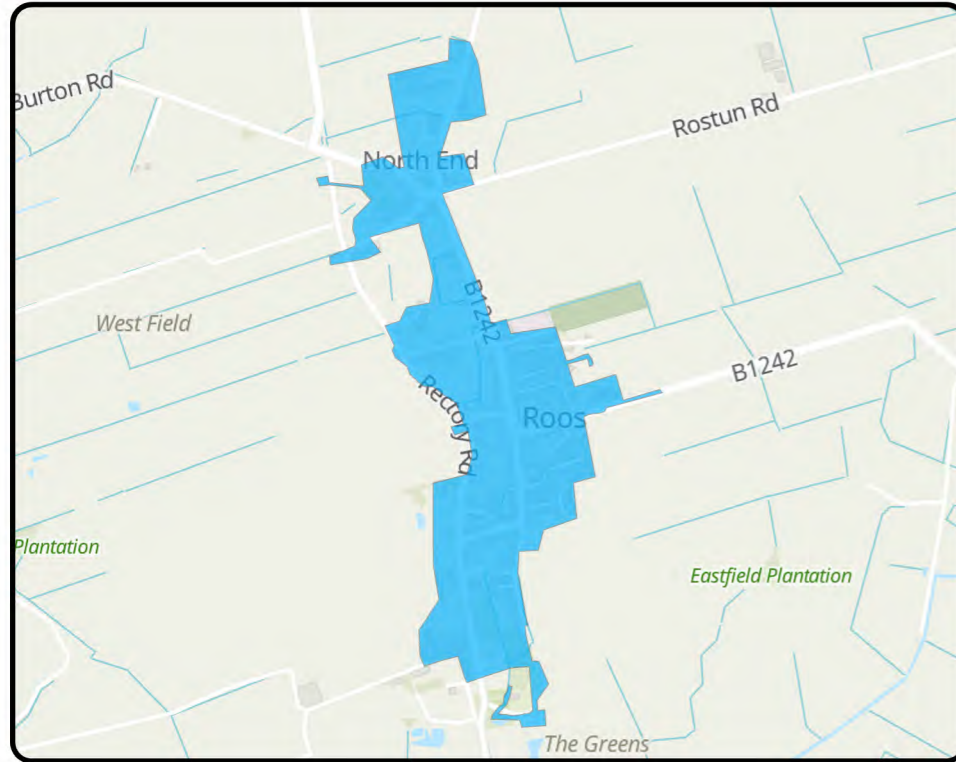 Burton Rd
Rostun Rd
North End
B1242
West Field
B1242
Rectory Rd
Roos
Plantation
Eastfield Plantation
The Greens